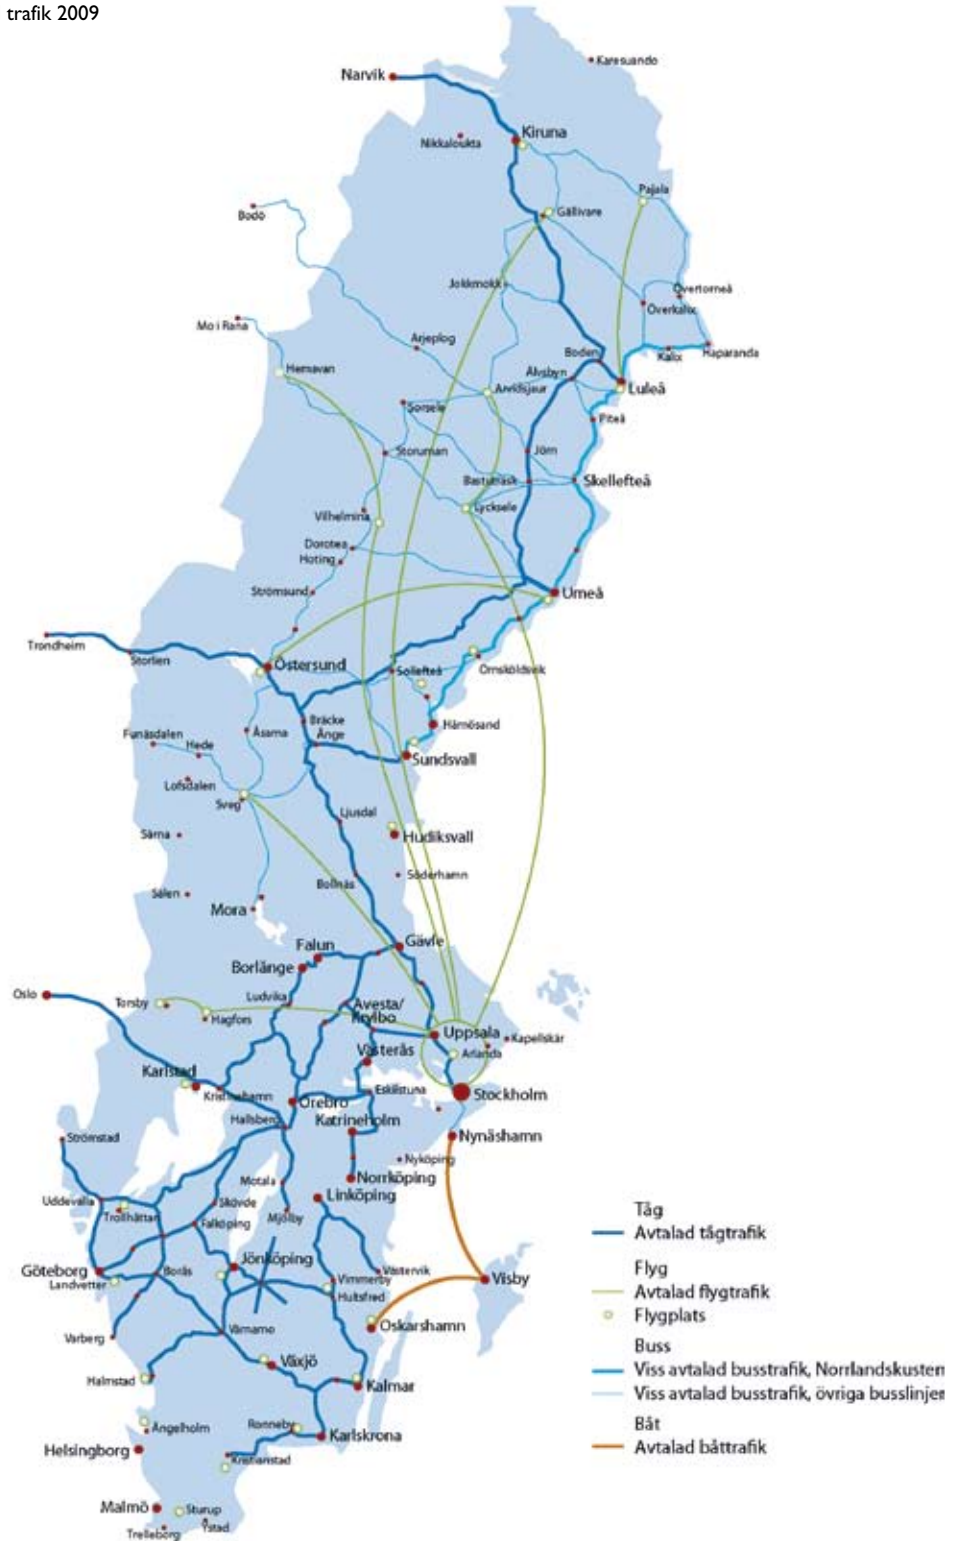 trafik 2009
Karesuando
Narvik
Kiruna
Nikkaloukta
Pajala
Bodö
Gällivare
Jokkmokk
Övertorneå
Överkalix
Mo i Rana
Arjeplog
Boden
Kalix
Haparanda
Hemavan
Älvsbyn
Arvidsjaur
Luleå
Sorsele
Piteå
Storuman
Jörn
Bastuträsk
Skellefteå
Vilhelmina
Lycksele
Dorotea
Hoting
Strömsund
Umeå
Trondheim
Storlien
Östersund
Sollefteå
Örnsköldsvik
Bräcke
Härnösand
Funäsdalen
Åsarna
Ånge
Hede
Sundsvall
Lofsdalen
Sveg
Ljusdal
Särna
Hudiksvall
Bollnäs
Söderhamn
Sälen
Mora
Falun
Gävle
Borlänge
Oslo
Torsby
Ludvika
Avesta/
Krylbo
Hagfors
Uppsala
Kapellskär
Västerås
Arlanda
Karlstad
Kristinehamn
Eskilstuna
Örebro
Stockholm
Hallsberg
Katrineholm
Strömstad
Nynäshamn
Nyköping
Motala
Norrköping
Uddevalla
Skövde
Linköping
Tåg
Trollhättan
Falköping
Mjölby
Avtalad tågtrafik
Göteborg
Borås
Jönköping
Västervik
Flyg
Landvetter
Vimmerby
Visby
Avtalad flygtrafik
Hultsfred
Flygplats
Varberg
Värnamo
Oskarshamn
Buss
Växjö
Viss avtalad busstrafik, Norrlandskusten
Halmstad
Kalmar
Viss avtalad busstrafik, övriga busslinjer
Ängelholm
Ronneby
Karlskrona
Båt
Helsingborg
Kristianstad
Avtalad båttrafik
Malmö
Sturup
Trelleborg
Ystad